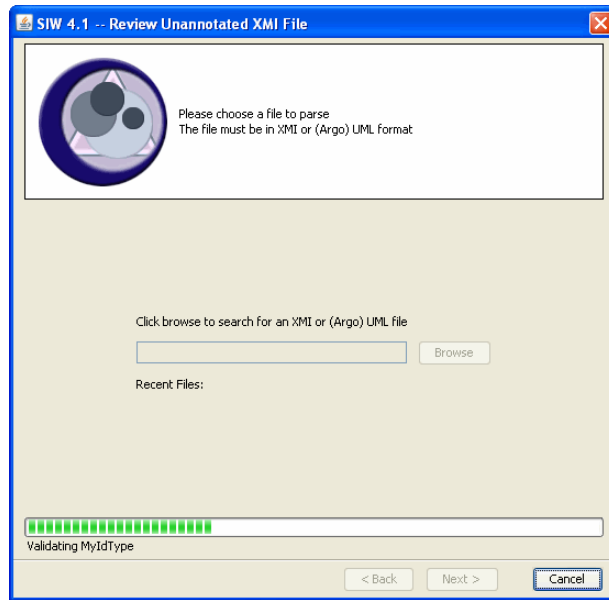 SIW 4.1 -- Review Unannotated XMI File
Please choose a file to parse
The file must be in XMI or (Argo) UML format
Click browse to search for an XMI or (Argo) UML file
Browse
Recent Files:
Validating MyIdType
< Back Next > Cancel